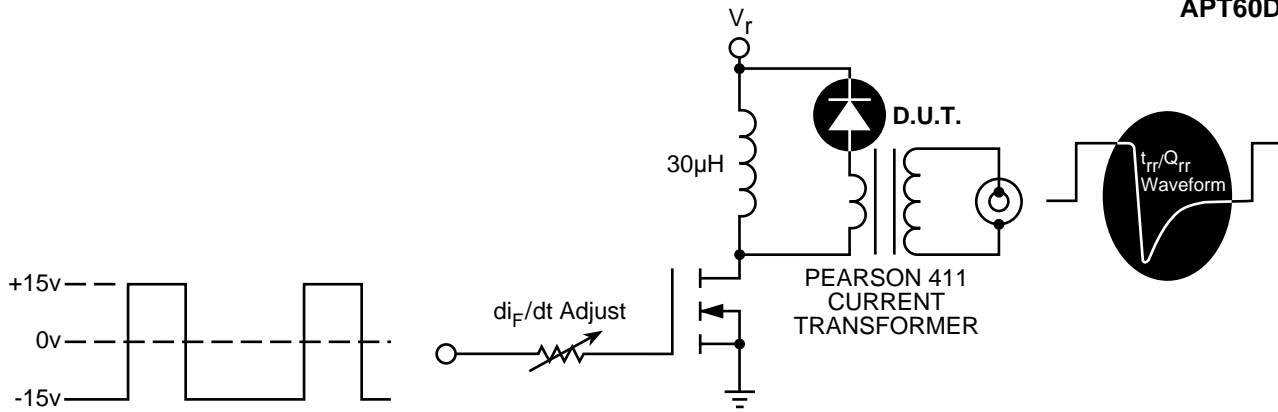 APT60D
Vr
D.U.T.
30µH
trr/Qrr
Waveform
PEARSON 411
CURRENT
TRANSFORMER
+15v
diF/dt Adjust
0v
-15v